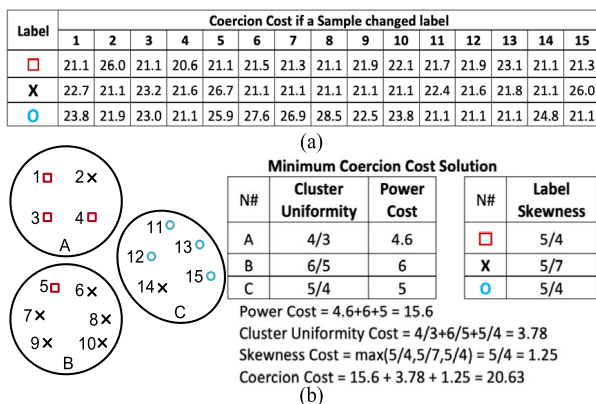 Label Coercion Cost if a Sample changed label
1 2 3 4 5 6 7 8 9 10 11 12 13 14 15
21.1 26.0 21.1 20.6 21.1 21.5 21.3 21.1 21.9 22.1 21.7 21.9 23.1 21.1 21.3
X 22.7 21.1 23.2 21.6 26.7 21.1 21.1 21.1 21.1 21.1 22.4 21.6 21.8 21.1 26.0
O 23.8 21.9 23.0 21.1 25.9 27.6 26.9 28.5 22.5 23.8 21.1 21.1 21.1 24.8 21.1
(a)
1 2
3 4
A
5 6
7 8
9 10
B
11
12 13
14 15
C
Minimum Coercion Cost Solution
N# Cluster Uniformity Power Cost
A 4/3 4.6
B 6/5 6
C 5/4 5
N# Label Skewness
5/4
X 5/7
O 5/4
Power Cost = 4.6+6+5 = 15.6
Cluster Uniformity Cost = 4/3+6/5+5/4 = 3.78
Skewness Cost = max(5/4,5/7,5/4) = 5/4 = 1.25
Coercion Cost = 15.6 + 3.78 + 1.25 = 20.63
(b)